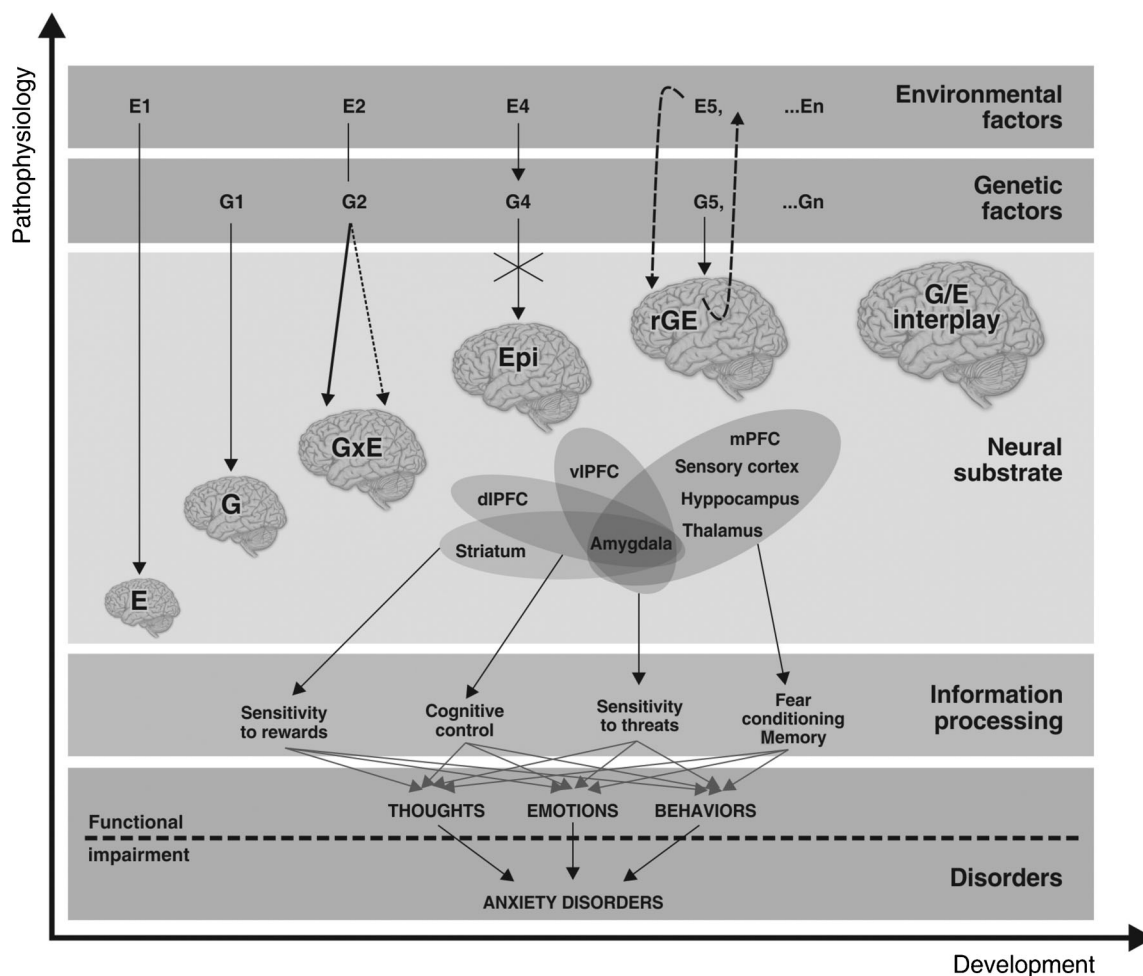 Pathophysiology
E1
E2
E4
E5,
...En
Environmental
factors
G1
G2
G4
G5,
...Gn
Genetic
factors
E
G
GxE
Epi
rGE
G/E
interplay
Neural
substrate
dlPFC
vlPFC
mPFC
Sensory cortex
Hyppocampus
Thalamus
Striatum
Amygdala
Sensitivity
to rewards
Cognitive
control
Sensitivity
to threats
Fear
conditioning
Memory
Information
processing
THOUGHTS
EMOTIONS
BEHAVIORS
Functional
impairment
ANXIETY DISORDERS
Disorders
Development